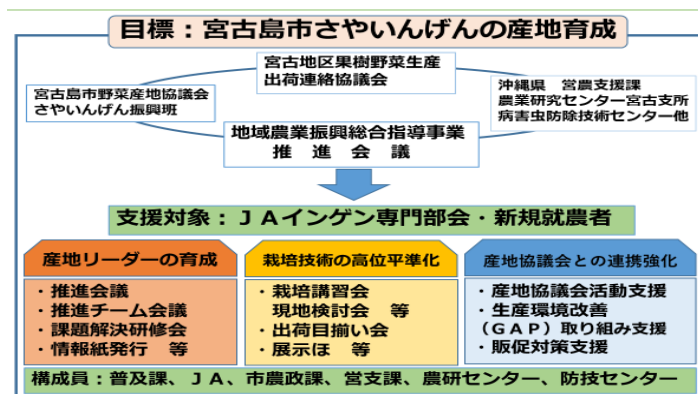 目標：宮古島市さやいんげんの産地育成
宮古地区果樹野菜生産
出荷連絡協議会
宮古島市野菜産地協議会
さやいんげん振興班
沖縄県　営農支援課
農業研究センター宮古支所
病害虫防除技術センター他
地域農業振興総合指導事業
推　進　会　議
支援対象：ＪＡインゲン専門部会・新規就農者
産地リーダーの育成
・推進会議
・推進チーム会議
・課題解決研修会
・情報紙発行　等
栽培技術の高位平準化
・栽培講習会
現地検討会　等
・出荷目揃い会
・展示ほ　等
産地協議会との連携強化
・産地協議会活動支援
・生産環境改善
（ＧＡＰ）取り組み支援
・販促対策支援
構成員：普及課、ＪＡ、市農政課、営支課、農研センター、防技センター